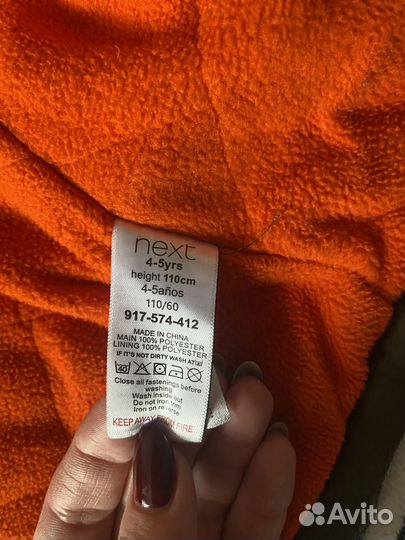 next
4-5yrs
height 110cm
4-5años
110/60
917-574-412
MADE IN CHINA
MAIN 100% POLYESTER
LINING 100% POLYESTER
IF IT'S NOT DIRTY WASH AT
40
Close all fastenings before
washing
Wash inside out
Do not iron trim
Iron on reverse
KEEP AWAY FROM FIRE.
Avito